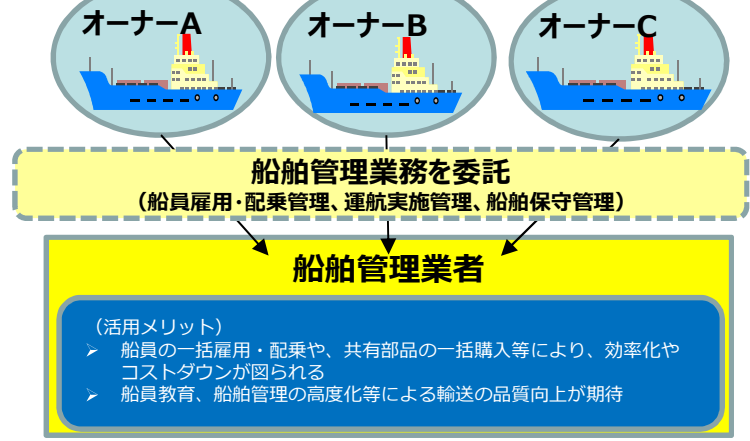 オーナーA オーナーB オーナーC
船舶管理業務を委託
（船員雇用・配乗管理、運航実施管理、船舶保守管理）
船舶管理業者
（活用メリット）
➢ 船員の一括雇用・配乗や、共有部品の一括購入等により、効率化や
コストダウンが図られる
➢ 船員教育、船舶管理の高度化等による輸送の品質向上が期待